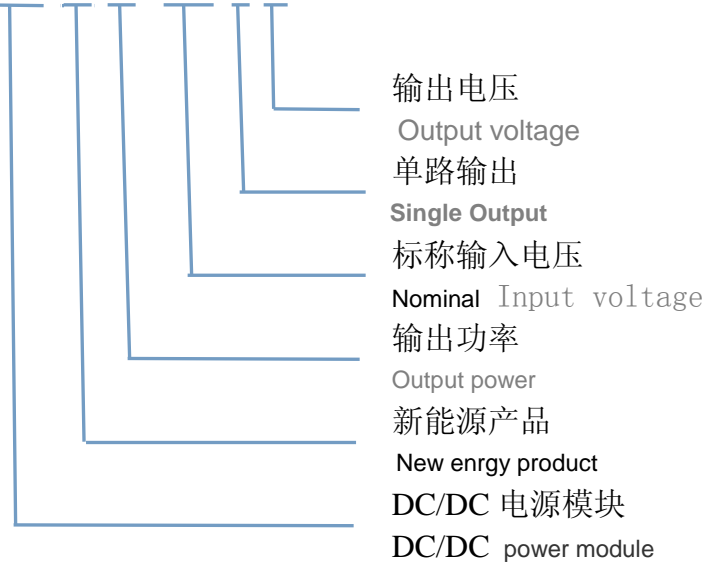 输出电压
Output voltage
单路输出
Single Output
标称输入电压
Nominal Input voltage
输出功率
Output power
新能源产品
New enrgy product
DC/DC 电源模块
DC/DC power module